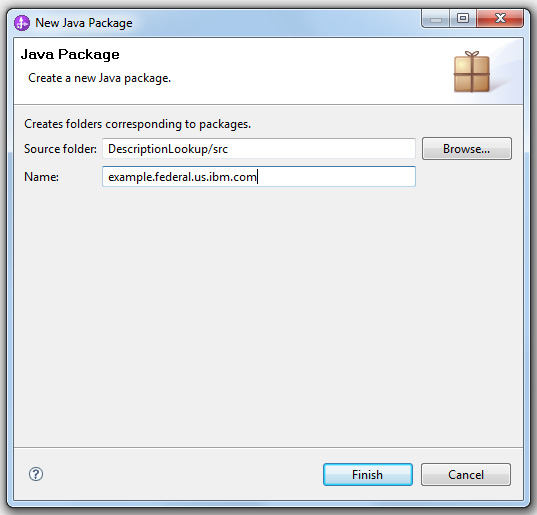 New Java Package
Java Package
Create a new Java package.
Creates folders corresponding to packages.
Source folder: DescriptionLookup/src Browse...
Name: example.federal.us.ibm.com
? Finish Cancel